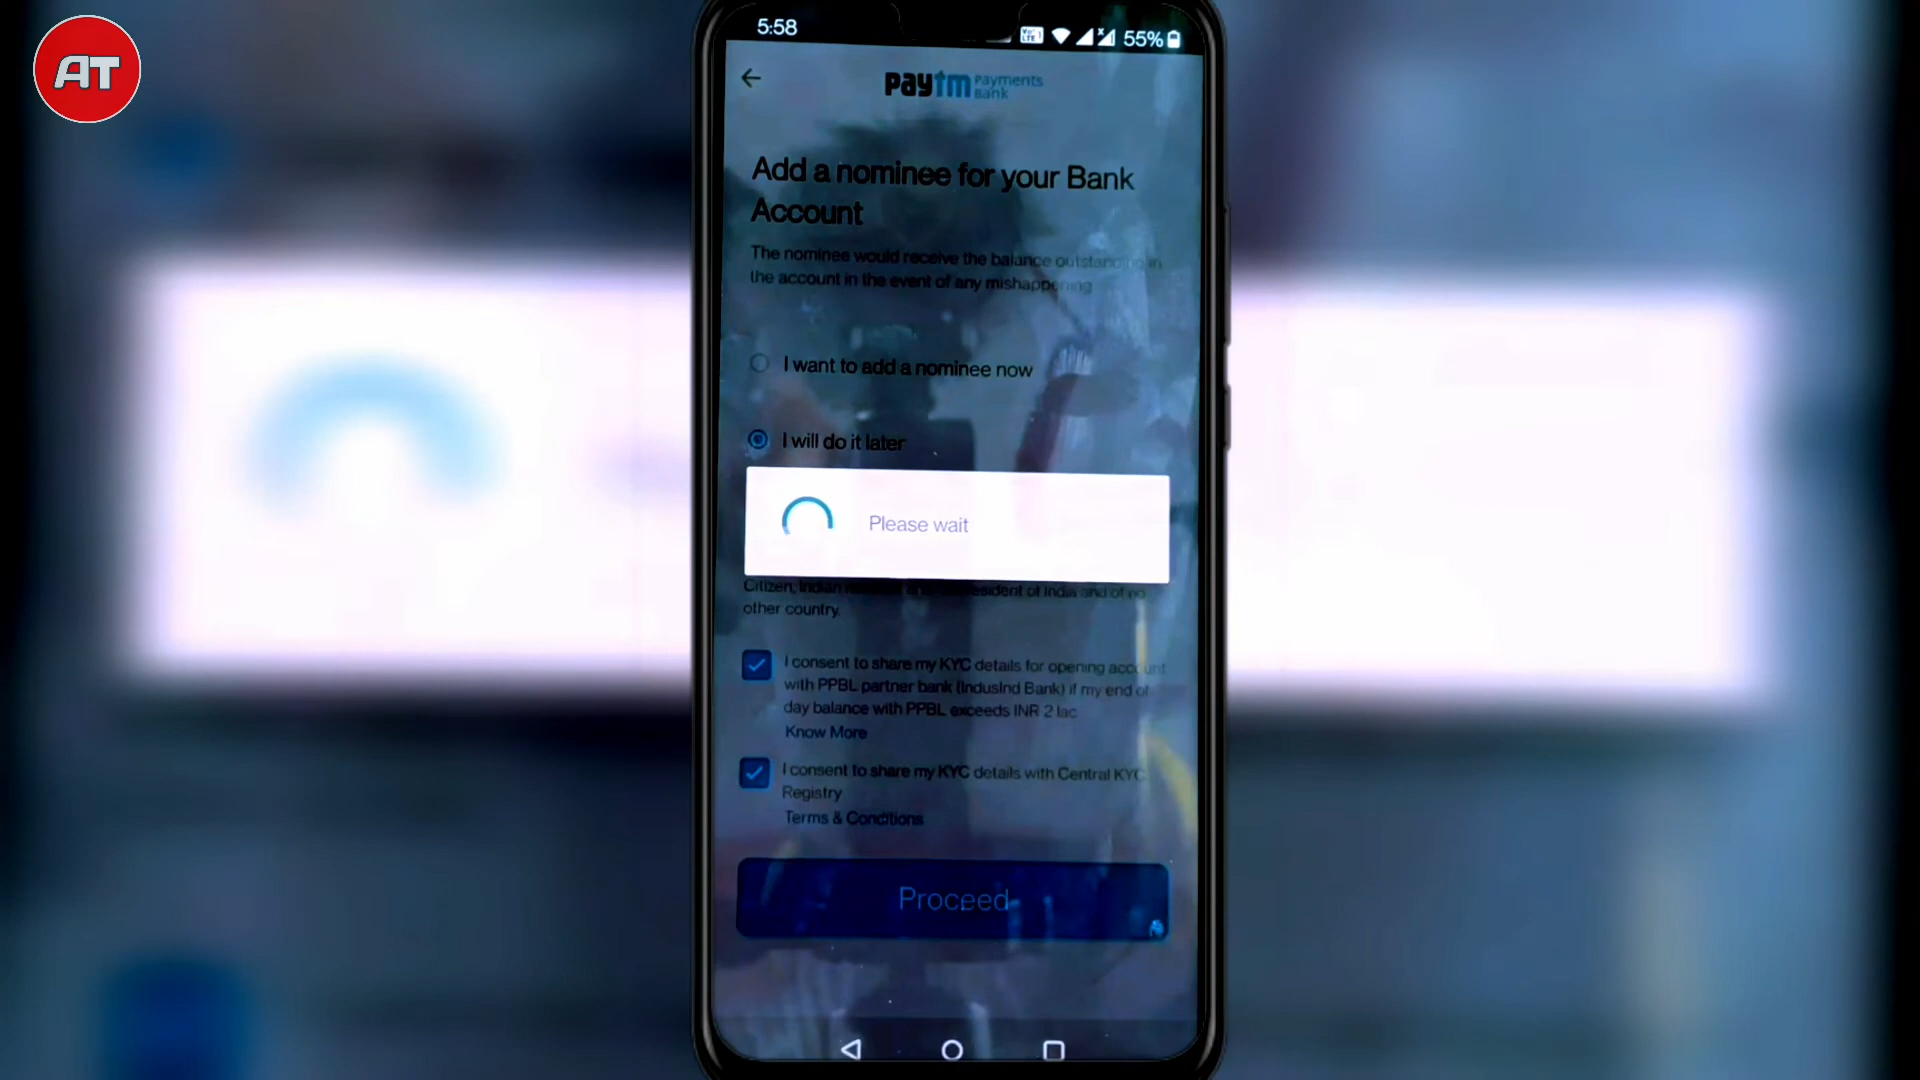 AT
5:58
55%
paytm Payments
Bank
Add a nominee for your Bank
Account
The nominee would receive the balance outstanding in
the account in the event of any mishappening
I want to add a nominee now
I will do it later
Please wait
Citizen, Indian resident of India and of no
other country.
I consent to share my KYC details for opening account
with PPBL partner bank (IndusInd Bank) if my end of
day balance with PPBL exceeds INR 2 lac
Know More
I consent to share my KYC details with Central KYC
Registry
Terms & Conditions
Proceed